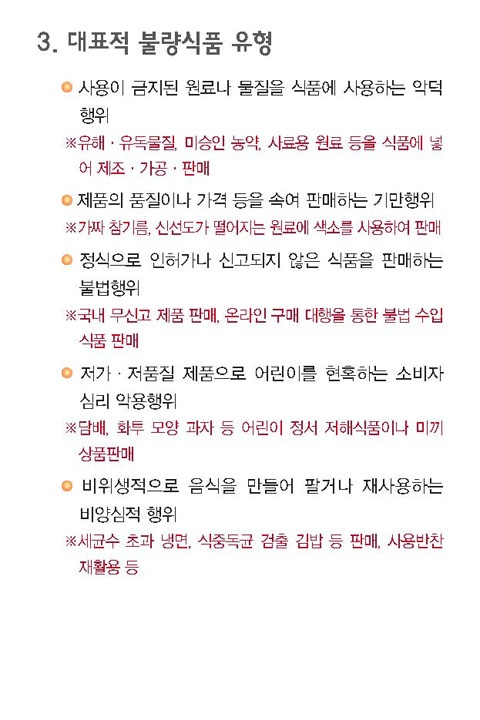 3. 대표적 불량식품 유형
사용이 금지된 원료나 물질을 식품에 사용하는 악덕
행위
※유해 · 유독물질, 미승인 농약, 사료용 원료 등을 식품에 넣
어 제조 · 가공 · 판매
제품의 품질이나 가격 등을 속여 판매하는 기만행위
※가짜 참기름, 신선도가 떨어지는 원료에 색소를 사용하여 판매
정식으로 인허가나 신고되지 않은 식품을 판매하는
불법행위
※국내 무신고 제품 판매, 온라인 구매 대행을 통한 불법 수입
식품 판매
저가 · 저품질 제품으로 어린이를 현혹하는 소비자
심리 악용행위
※담배, 화투 모양 과자 등 어린이 정서 저해식품이나 미끼
상품판매
비위생적으로 음식을 만들어 팔거나 재사용하는
비양심적 행위
※세균수 초과 냉면, 식중독균 검출 김밥 등 판매, 사용반찬
재활용 등